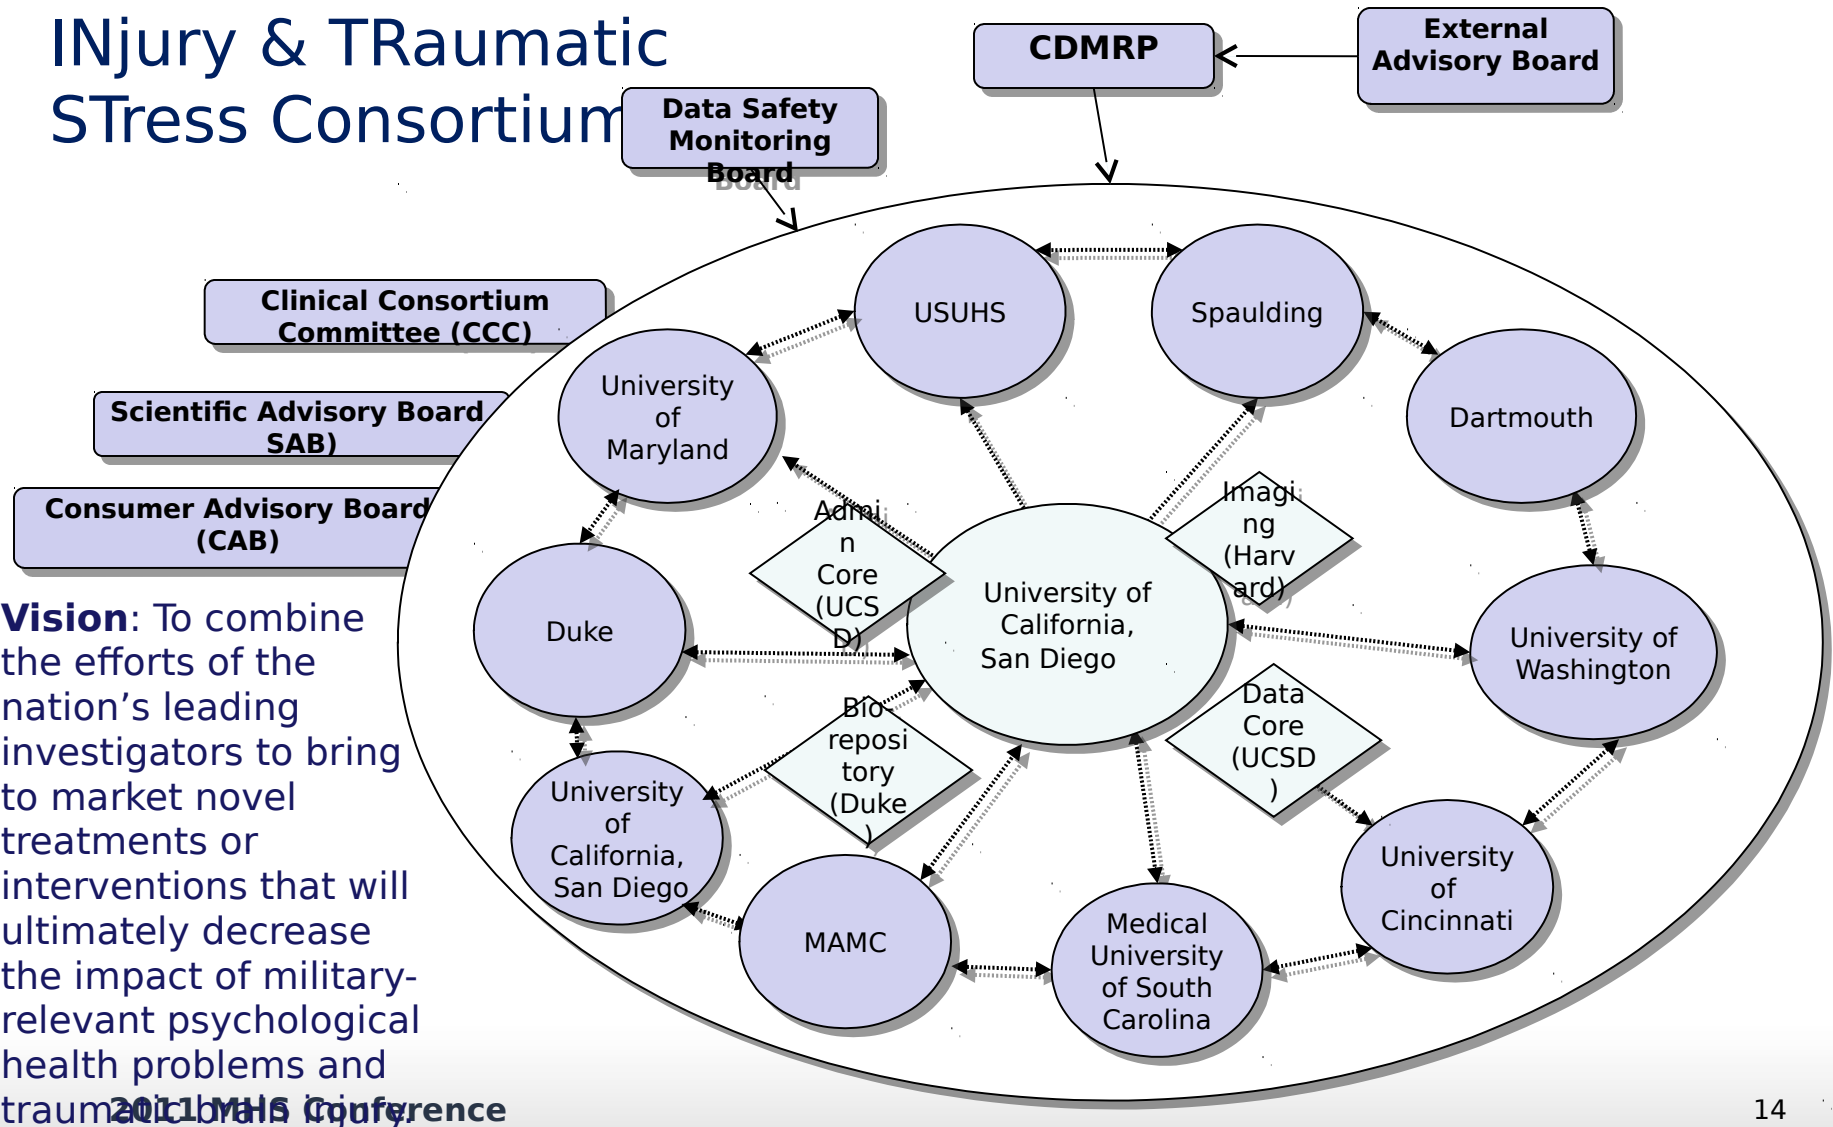 INjury & TRaumatic
STress Consortium
CDMRP
External
Advisory Board
Data Safety
Monitoring
Board
Clinical Consortium
Committee (CCC)
Scientific Advisory Board
SAB)
Consumer Advisory Board
(CAB)
USUHS
Spaulding
University
of
Maryland
Dartmouth
Admi
n
Core
(UCS
D)
Imagi
ng
(Harv
ard)
University of
California,
San Diego
Duke
University of
Washington
Bio-
reposi
tory
(Duke
)
Data
Core
(UCSD
)
University
of
California,
San Diego
MAMC
Medical
University
of South
Carolina
University
of
Cincinnati
Vision: To combine
the efforts of the
nation’s leading
investigators to bring
to market novel
treatments or
interventions that will
ultimately decrease
the impact of military-
relevant psychological
health problems and
traumatic brain injury.
2011 MHS Conference
14